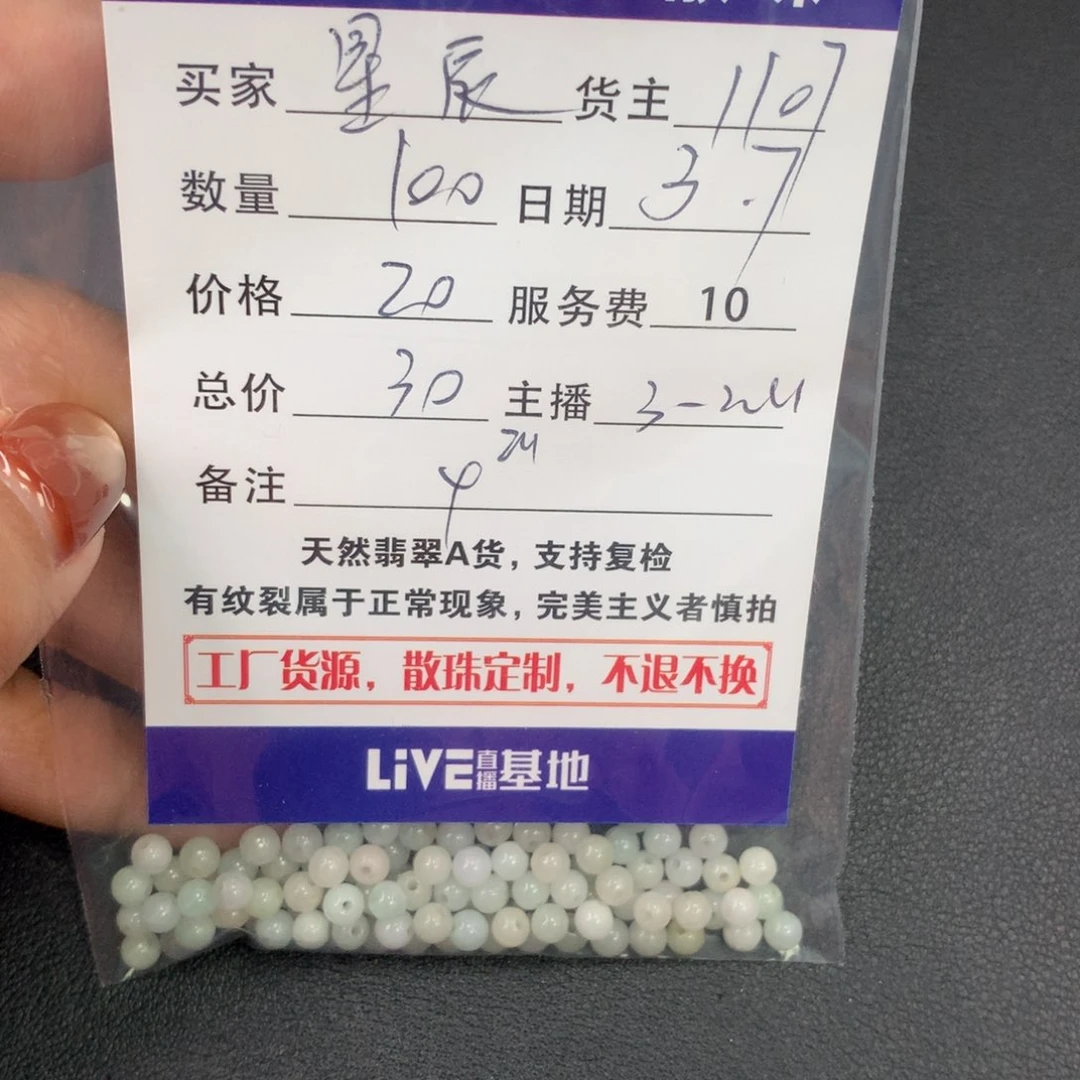 买家 星辰 货主 1107
数量 100 日期 3.7
价格 20 服务费 10
总价 30 主播 3-24
24
备注 φ
天然翡翠A货，支持复检
有纹裂属于正常现象，完美主义者慎拍
工厂货源，散珠定制，不退不换
LiVE直播基地